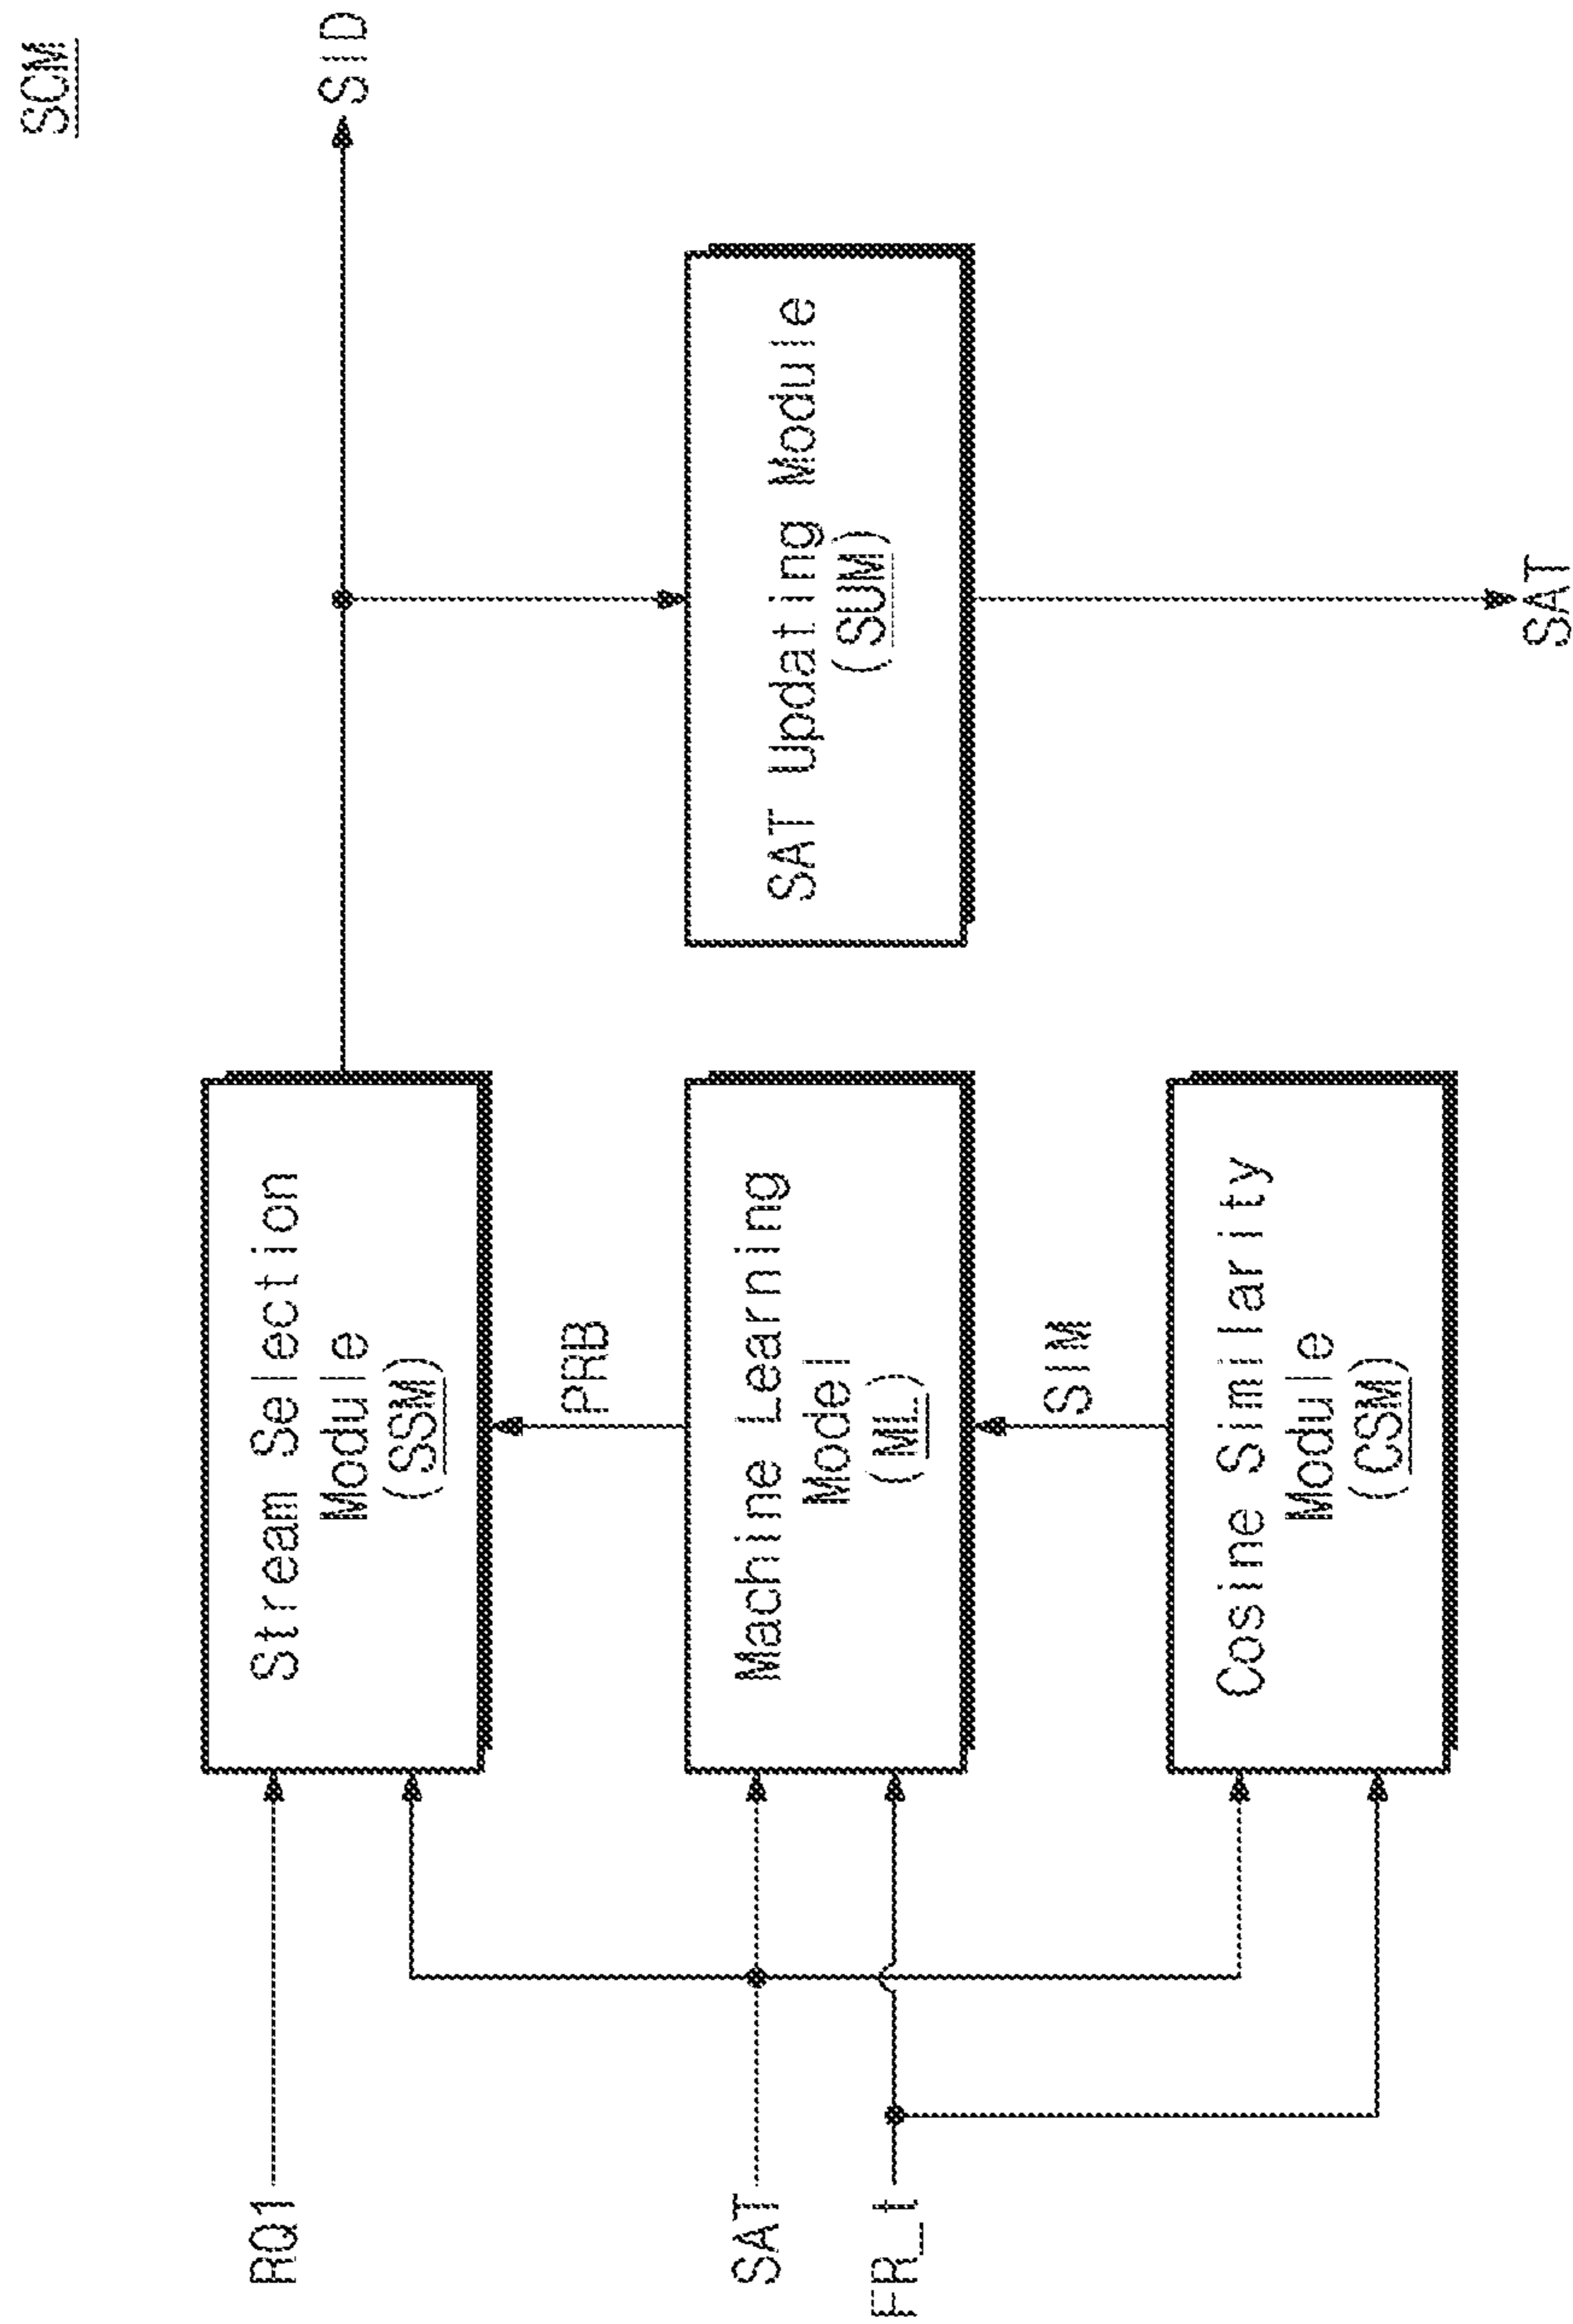 SCM
RQ1
Stream Selection
Module
(SSM)
SID
PRB
SAT
FR_t
Machine Learning
Model
(ML)
SAT Updating Module
(SUM)
SIM
Cosine Similarity
Module
(CSM)
SAT